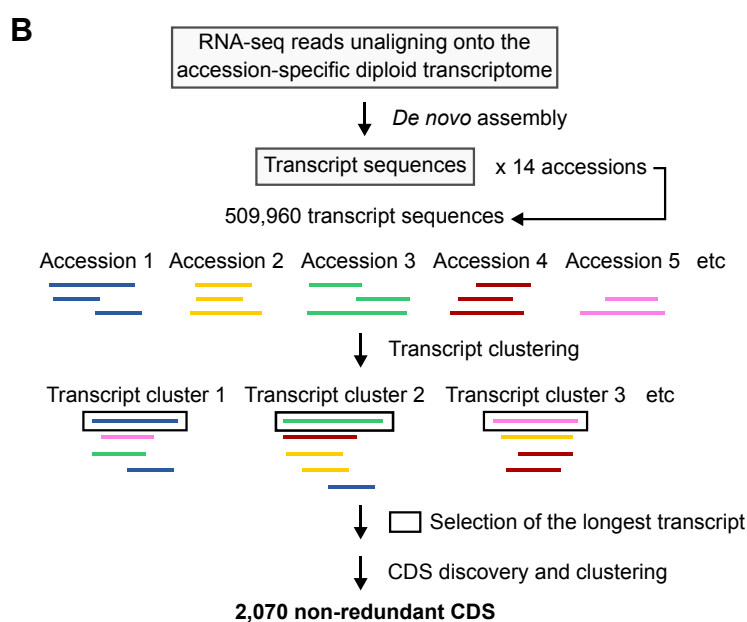 B
RNA-seq reads unaligning onto the
accession-specific diploid transcriptome
De novo assembly
Transcript sequences x 14 accessions
509,960 transcript sequences
Accession 1 Accession 2 Accession 3 Accession 4 Accession 5 etc
Transcript clustering
Transcript cluster 1 Transcript cluster 2 Transcript cluster 3 etc
Selection of the longest transcript
CDS discovery and clustering
2,070 non-redundant CDS